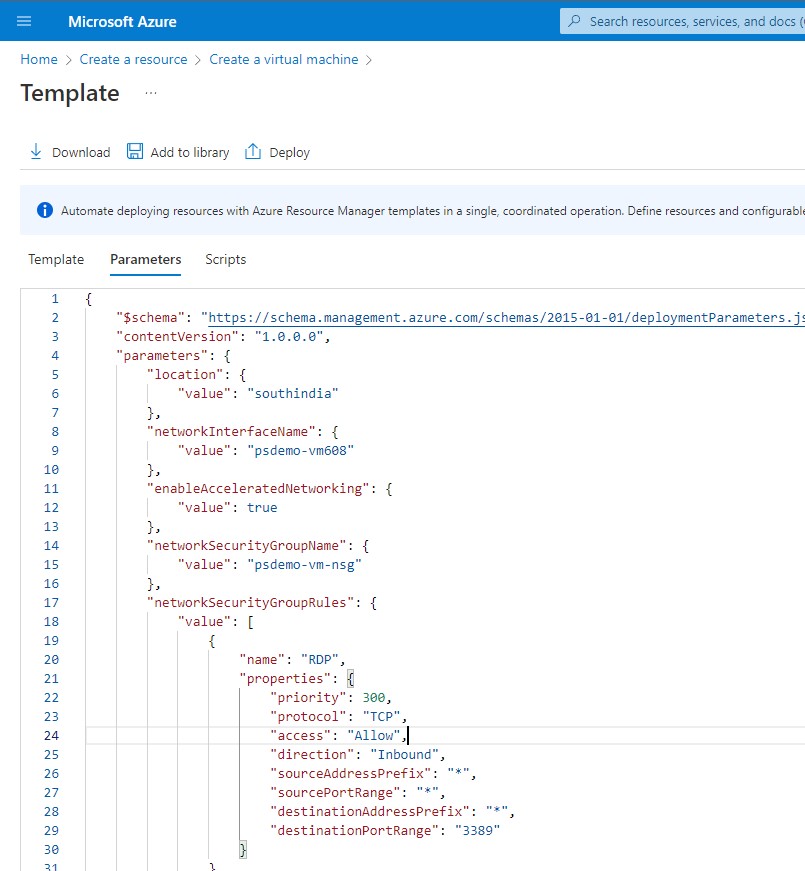 Microsoft Azure
Search resources, services, and docs (
Home > Create a resource > Create a virtual machine >
Template ...
Download Add to library Deploy
Automate deploying resources with Azure Resource Manager templates in a single, coordinated operation. Define resources and configurable
Template Parameters Scripts
1 {
2 "$schema": "https://schema.management.azure.com/schemas/2015-01-01/deploymentParameters.js
3 "contentVersion": "1.0.0.0",
4 "parameters": {
5 "location": {
6 "value": "southindia"
7 },
8 "networkInterfaceName": {
9 "value": "psdemo-vm608"
10 },
11 "enableAcceleratedNetworking": {
12 "value": true
13 },
14 "networkSecurityGroupName": {
15 "value": "psdemo-vm-nsg"
16 },
17 "networkSecurityGroupRules": {
18 "value": [
19 {
20 "name": "RDP",
21 "properties": {
22 "priority": 300,
23 "protocol": "TCP",
24 "access": "Allow",
25 "direction": "Inbound",
26 "sourceAddressPrefix": "*",
27 "sourcePortRange": "*",
28 "destinationAddressPrefix": "*",
29 "destinationPortRange": "3389"
30 }
31 }